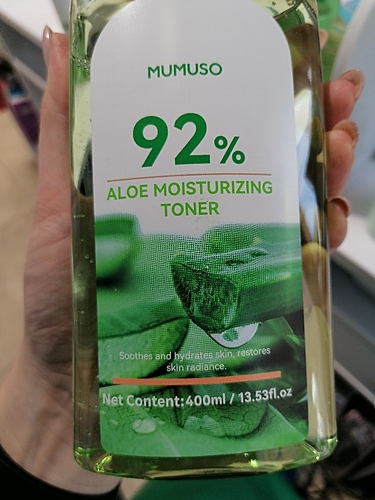 MUMUSO
92%
ALOE MOISTURIZING
TONER
Soothes and hydrates skin, restores
skin radiance.
Net Content:400ml / 13.53fl.oz